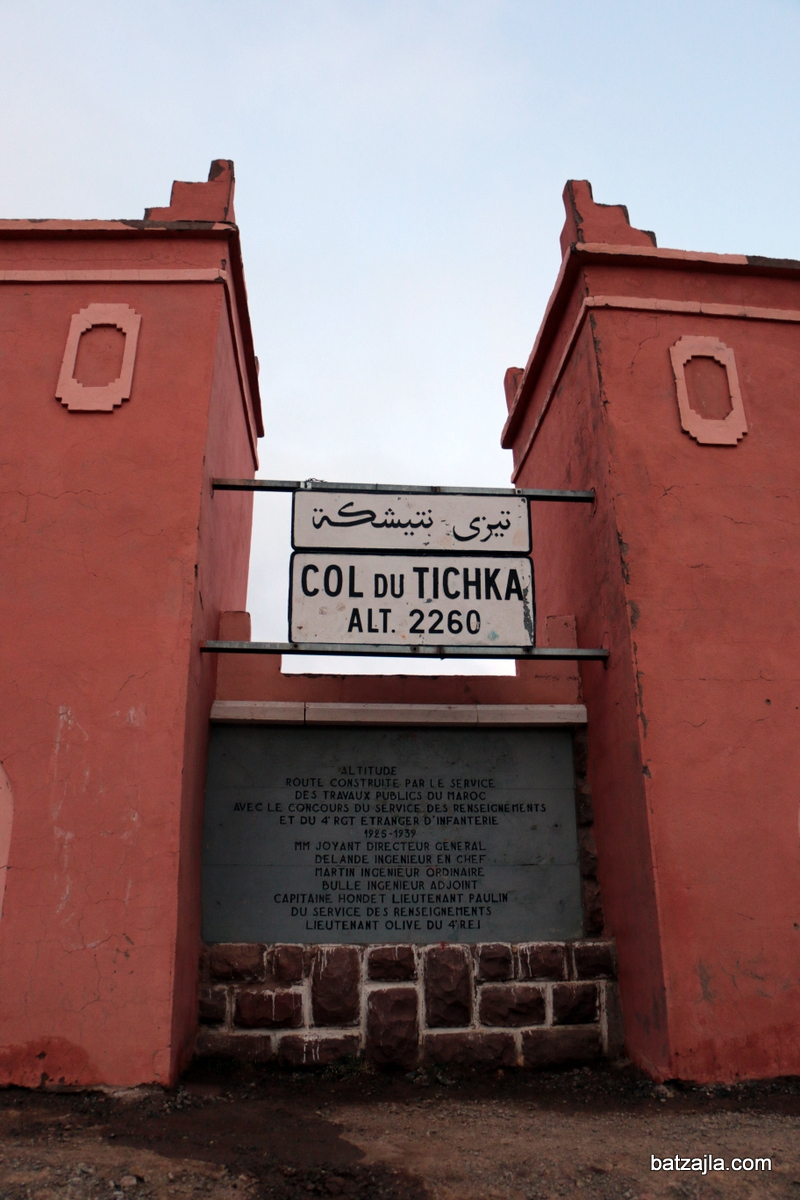 تيزى نتيشكة
COL DU TICHKA
ALT. 2260
ALTITUDE
ROUTE CONSTRUITE PAR LE SERVICE
DES TRAVAUX PUBLICS DU MAROC
AVEC LE CONCOURS DU SERVICE DES RENSEIGNEMENTS
ET DU 4ᵉ RGT ETRANGER D'INFANTERIE
1925-1939
MM JOYANT DIRECTEUR GENERAL
DELANDE INGENIEUR EN CHEF
MARTIN INGENIEUR ORDINAIRE
BULLE INGENIEUR ADJOINT
CAPITAINE HONDET LIEUTENANT PAULIN
DU SERVICE DES RENSEIGNEMENTS
LIEUTENANT OLIVE DU 4ᵉ R.E.I
batzajla.com